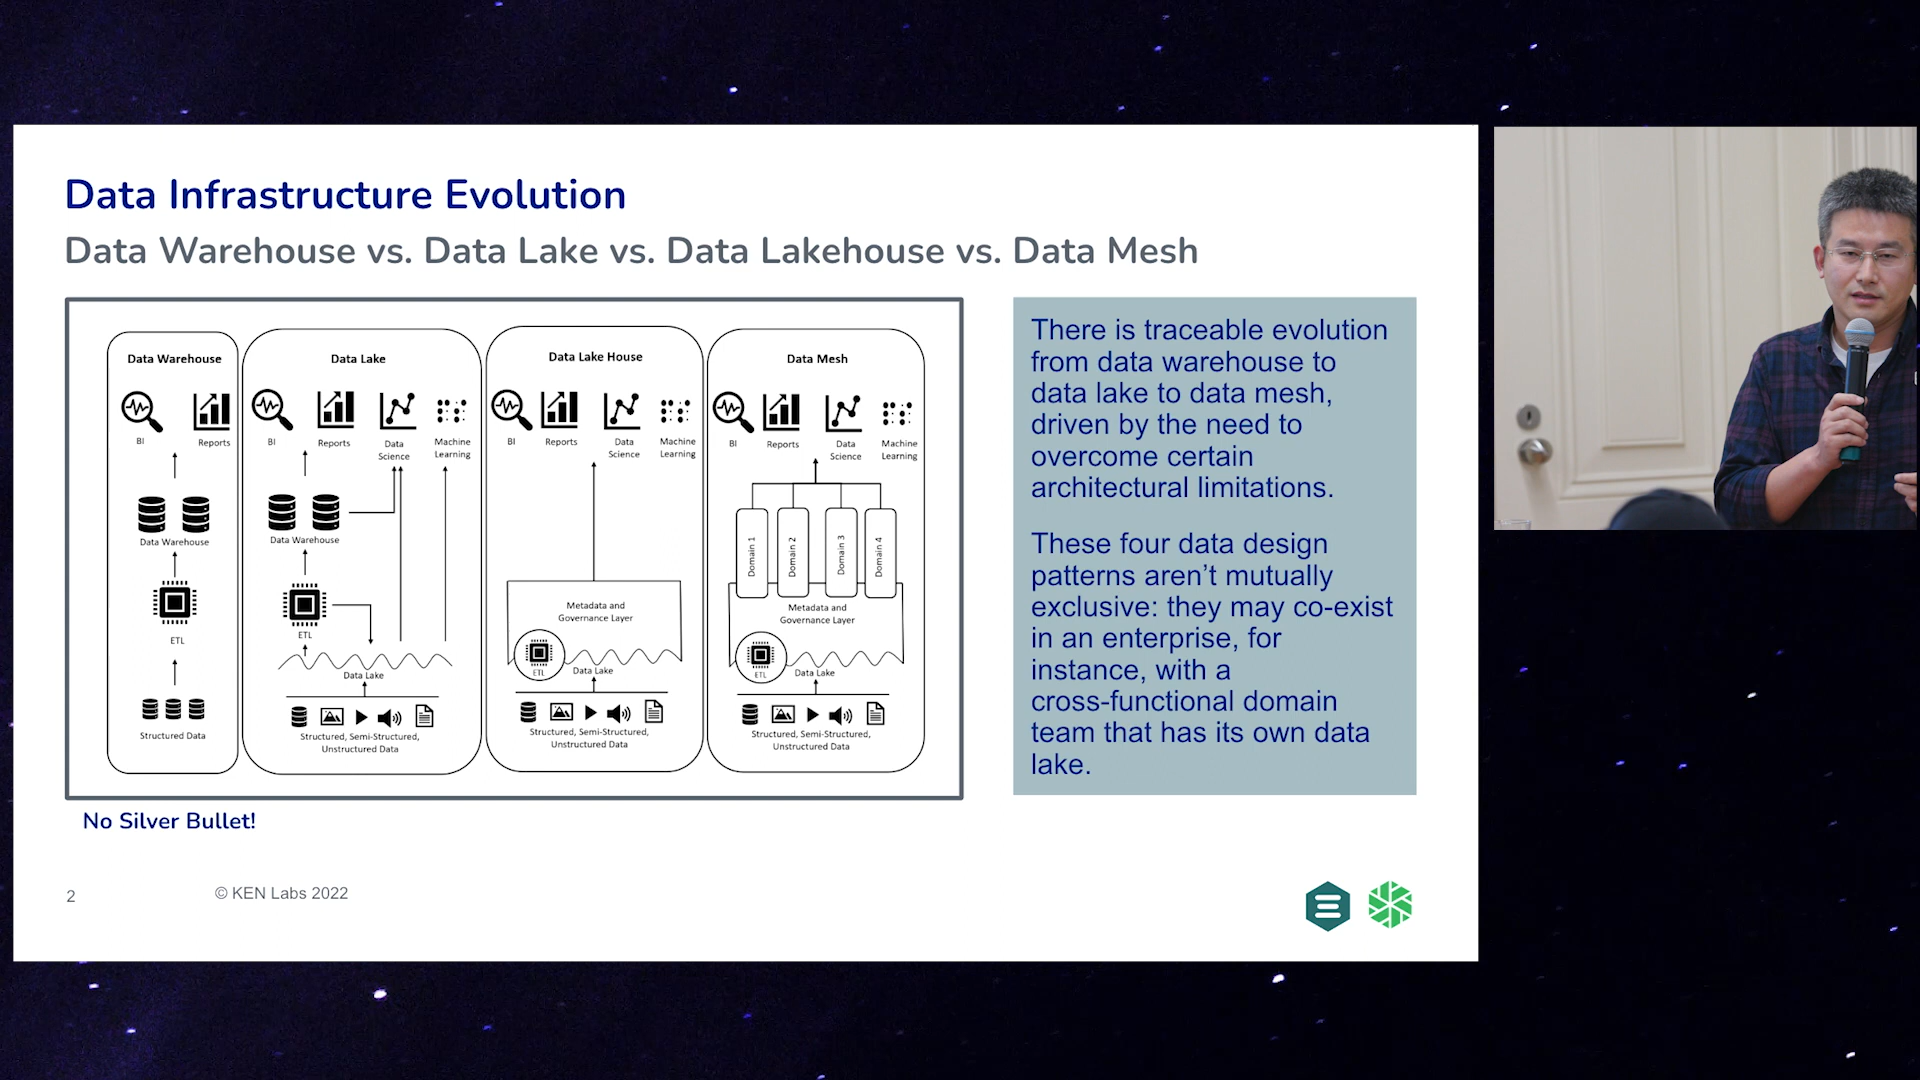 Data Infrastructure Evolution
Data Warehouse vs. Data Lake vs. Data Lakehouse vs. Data Mesh
Data Warehouse
BI
Reports
Data Warehouse
ETL
Structured Data
Data Lake
BI
Reports
Data
Science
Machine
Learning
Data Warehouse
ETL
Data Lake
Structured, Semi-Structured,
Unstructured Data
Data Lake House
BI
Reports
Data
Science
Machine
Learning
Metadata and
Governance Layer
ETL
Data Lake
Structured, Semi-Structured,
Unstructured Data
Data Mesh
BI
Reports
Data
Science
Machine
Learning
Domain 1
Domain 2
Domain 3
Domain 4
Metadata and
Governance Layer
ETL
Data Lake
Structured, Semi-Structured,
Unstructured Data
There is traceable evolution
from data warehouse to
data lake to data mesh,
driven by the need to
overcome certain
architectural limitations.
These four data design
patterns aren’t mutually
exclusive: they may co-exist
in an enterprise, for
instance, with a
cross-functional domain
team that has its own data
lake.
No Silver Bullet!
2
© KEN Labs 2022